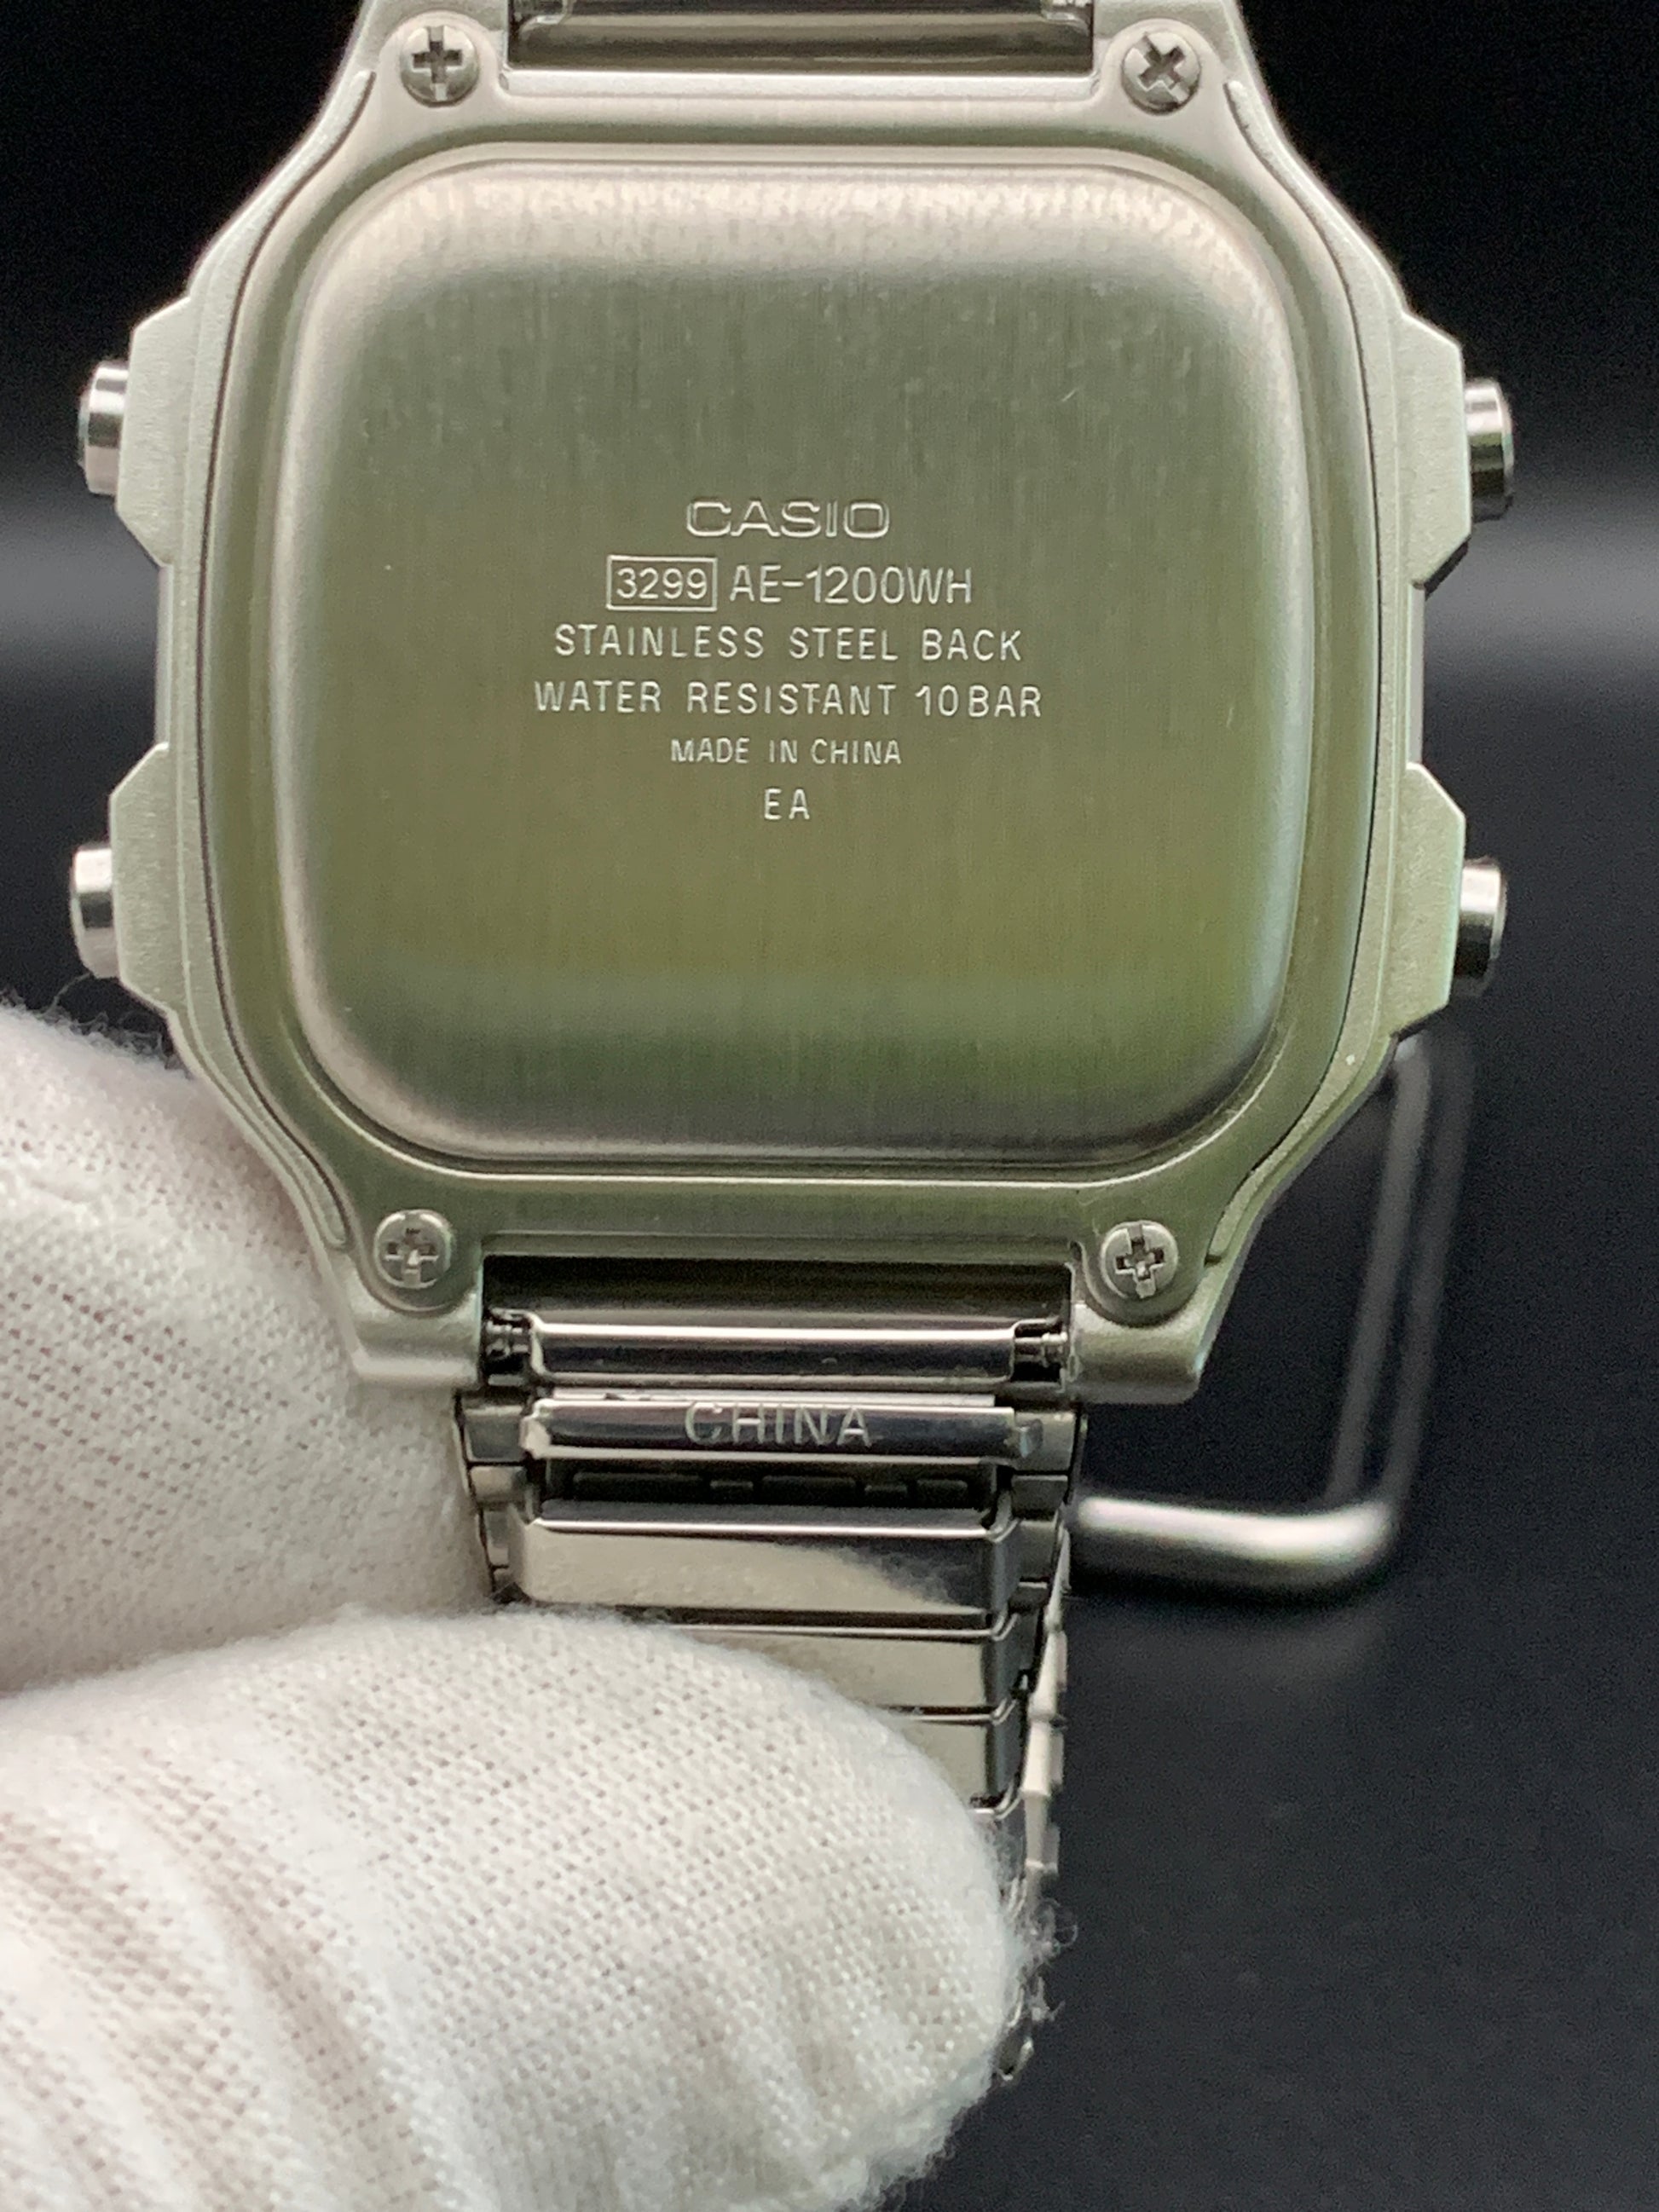 CASIO
3299 AE-1200WH
STAINLESS STEEL BACK
WATER RESISTANT 10BAR
MADE IN CHINA
EA
CHINA